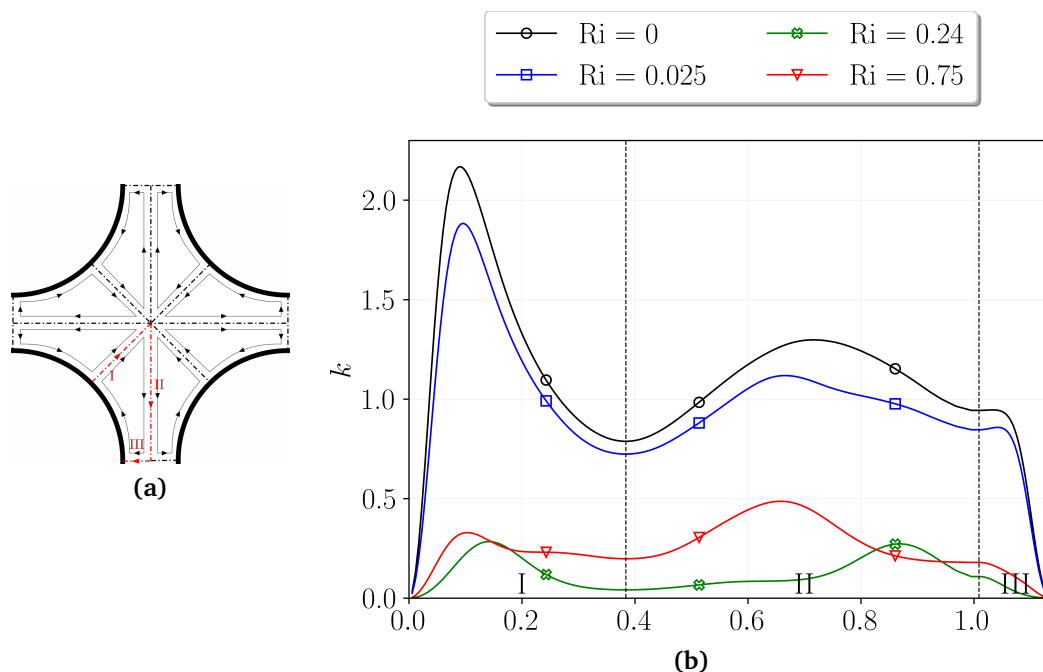 Ri = 0
Ri = 0.025
Ri = 0.24
Ri = 0.75
I
II
III
(a)
k
2.0
1.5
1.0
0.5
0.0
I
II
III
0.0 0.2 0.4 0.6 0.8 1.0
(b)